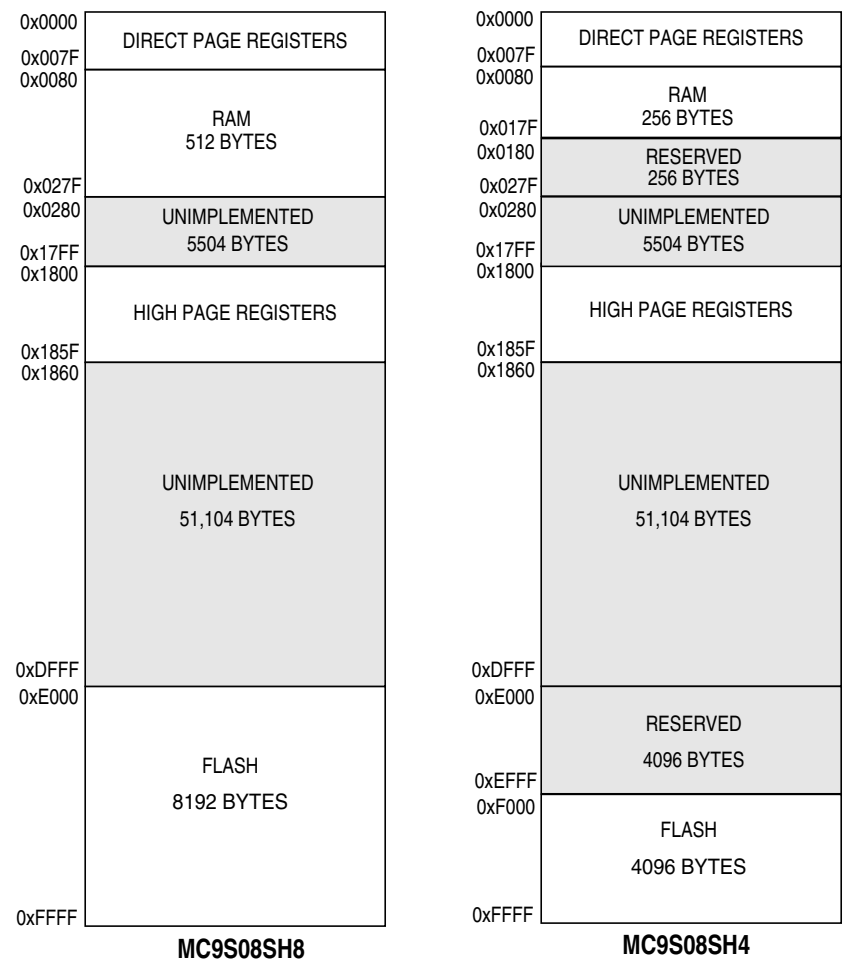 0x0000
DIRECT PAGE REGISTERS
0x007F
0x0080
RAM
512 BYTES
0x027F
0x0280
UNIMPLEMENTED
5504 BYTES
0x17FF
0x1800
HIGH PAGE REGISTERS
0x185F
0x1860
UNIMPLEMENTED
51,104 BYTES
0xDFFF
0xE000
FLASH
8192 BYTES
0xFFFF
MC9S08SH8
0x0000
DIRECT PAGE REGISTERS
0x007F
0x0080
RAM
256 BYTES
0x017F
0x0180
RESERVED
256 BYTES
0x027F
0x0280
UNIMPLEMENTED
5504 BYTES
0x17FF
0x1800
HIGH PAGE REGISTERS
0x185F
0x1860
UNIMPLEMENTED
51,104 BYTES
0xDFFF
0xE000
RESERVED
4096 BYTES
0xEFFF
0xF000
FLASH
4096 BYTES
0xFFFF
MC9S08SH4